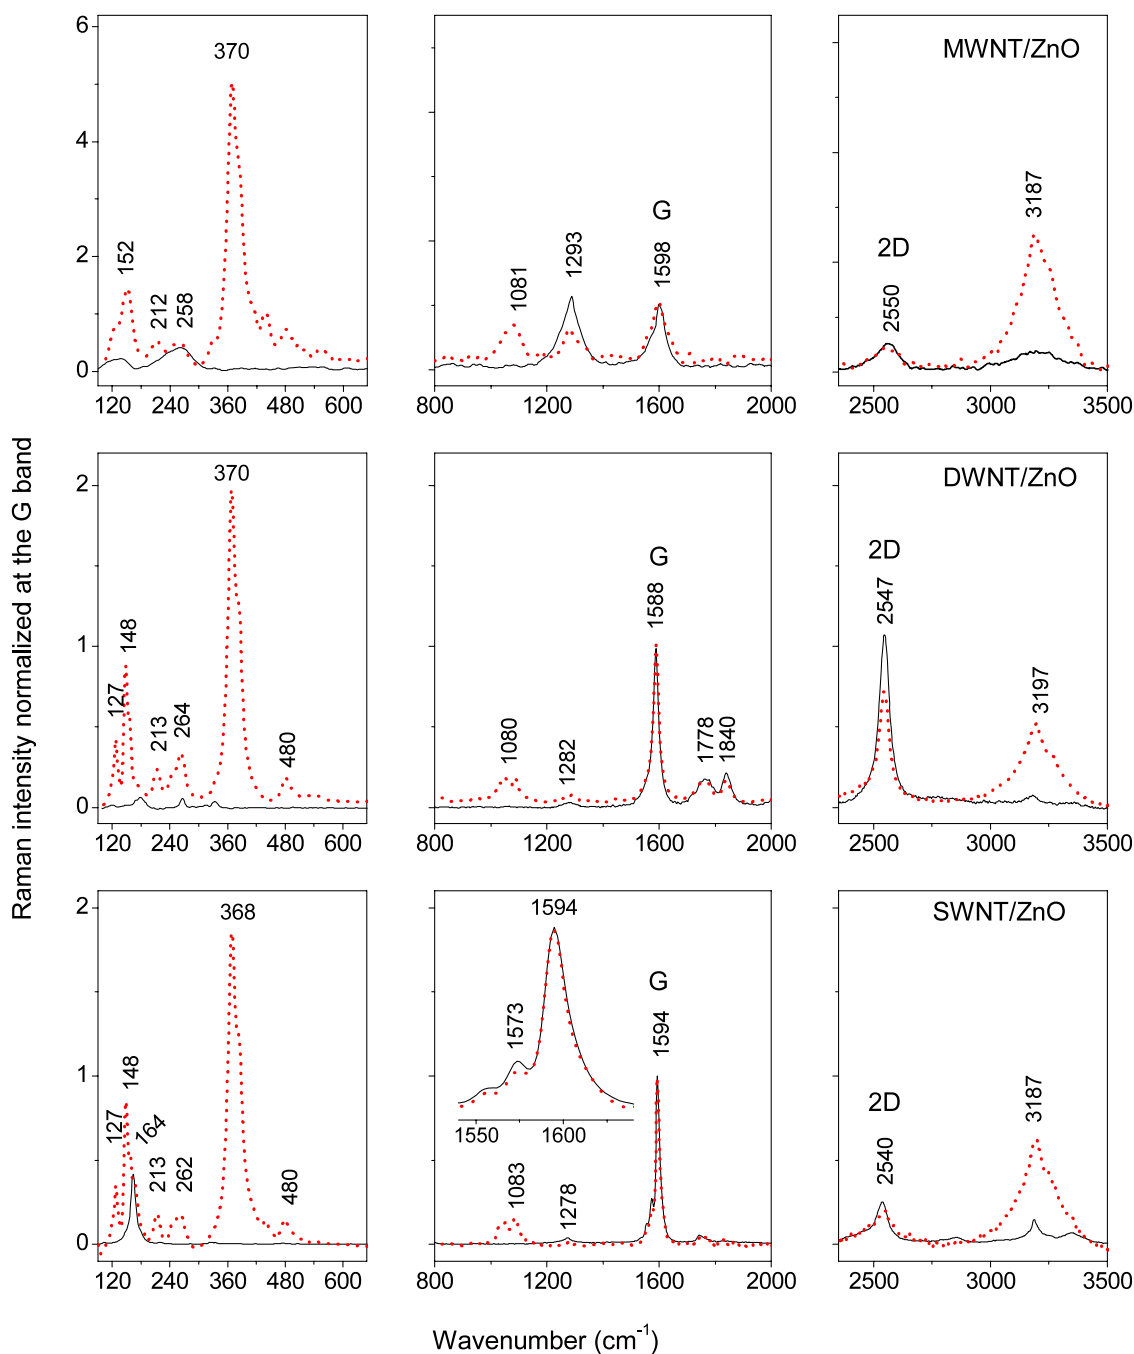 Raman intensity normalized at the G band
6
4
2
0
370
152
212
258
120 240 360 480 600
1081
1293
G
1598
800 1200 1600 2000
MWNT/ZnO
2D
2550
3187
2500 3000 3500
2
1
0
370
127
148
213
264
480
120 240 360 480 600
1080
1282
G
1588
1778
1840
800 1200 1600 2000
DWNT/ZnO
2D
2547
3197
2500 3000 3500
2
1
0
368
127
148
164
213
262
480
120 240 360 480 600
1594
1573
1550 1600
G
1594
1083
1278
800 1200 1600 2000
SWNT/ZnO
2D
2540
3187
2500 3000 3500
Wavenumber (cm⁻¹)